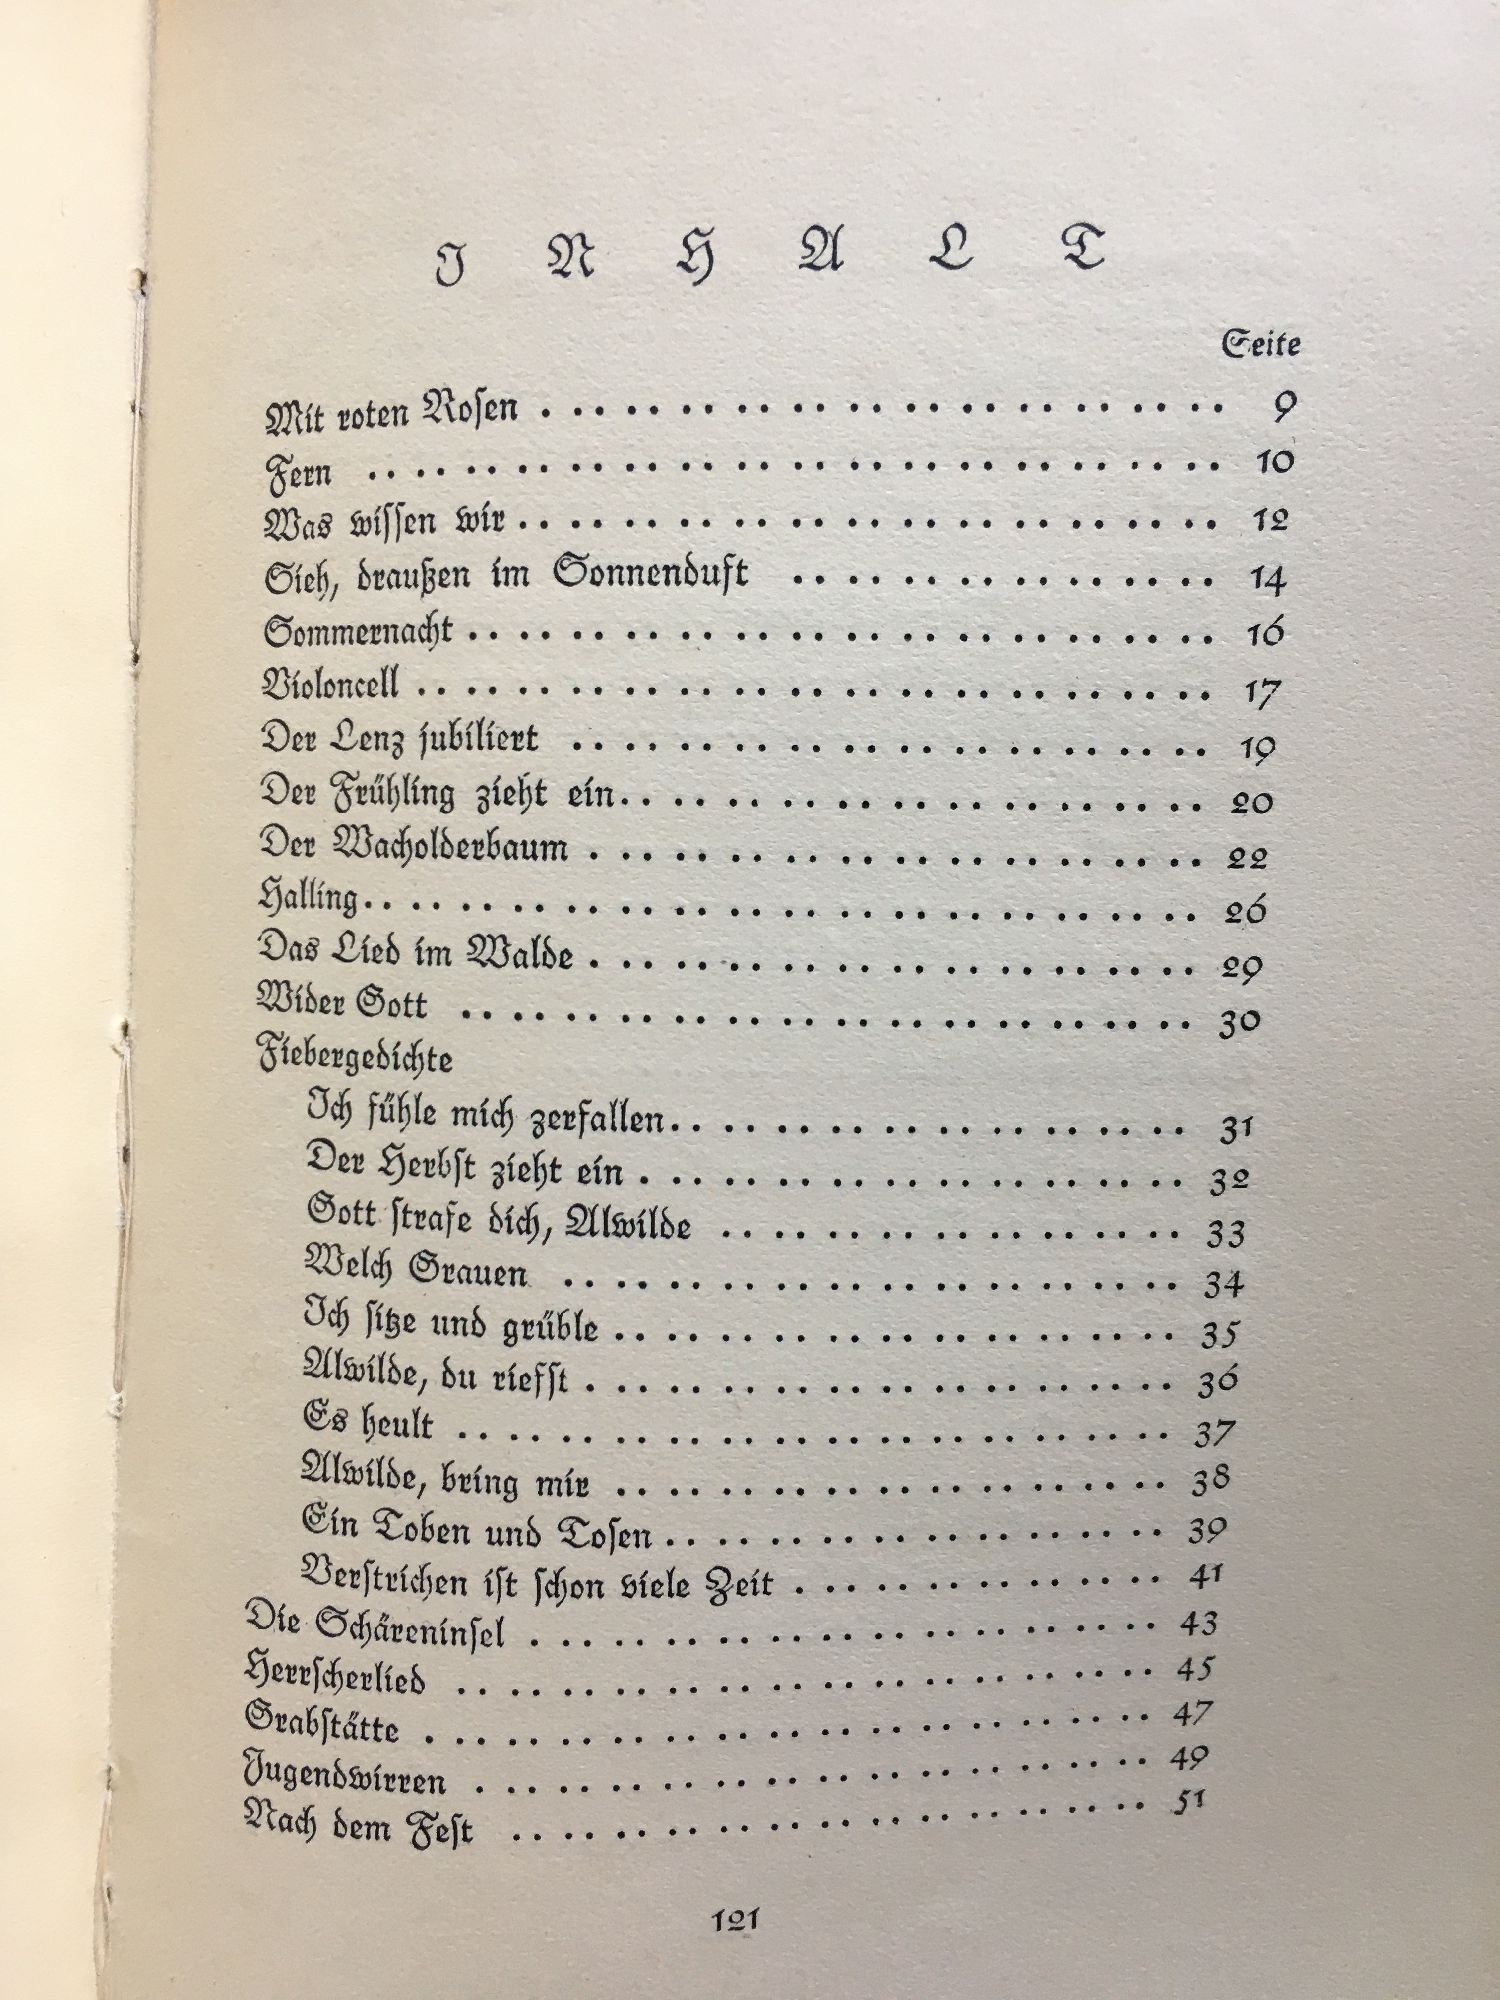 INHALT
Seite
Mit roten Roſen . . . . . . . . . . . . . . . . . . . . . . . . . 9
Fern . . . . . . . . . . . . . . . . . . . . . . . . . 10
Was wiſſen wir . . . . . . . . . . . . . . . . . . . . . . . . . 12
Sieh, draußen im Sonnenduft . . . . . . . . . . . . . . . . 14
Sommernacht . . . . . . . . . . . . . . . . . . . . . . . . . 16
Violoncell . . . . . . . . . . . . . . . . . . . . . . . . . 17
Der Lenz jubiliert . . . . . . . . . . . . . . . . . . . . . . . . 19
Der Frühling zieht ein . . . . . . . . . . . . . . . . . . . . . . 20
Der Wacholderbaum . . . . . . . . . . . . . . . . . . . . . . . 22
Halling . . . . . . . . . . . . . . . . . . . . . . . . . 26
Das Lied im Walde . . . . . . . . . . . . . . . . . . . . . . . 29
Wider Gott . . . . . . . . . . . . . . . . . . . . . . . . . 30
Fiebergedichte
Ich fühle mich zerfallen . . . . . . . . . . . . . . . . . . . . 31
Der Herbſt zieht ein . . . . . . . . . . . . . . . . . . . . . 32
Gott ſtrafe dich, Alwilde . . . . . . . . . . . . . . . . . . 33
Welch Grauen . . . . . . . . . . . . . . . . . . . . . . . . 34
Ich ſitze und grüble . . . . . . . . . . . . . . . . . . . . . . 35
Alwilde, du riefſt . . . . . . . . . . . . . . . . . . . . . . . 36
Es heult . . . . . . . . . . . . . . . . . . . . . . . . . 37
Alwilde, bring mir . . . . . . . . . . . . . . . . . . . . . . 38
Ein Toben und Toſen . . . . . . . . . . . . . . . . . . . . 39
Verſtrichen iſt ſchon viele Zeit . . . . . . . . . . . . . . . 41
Die Schäreninſel . . . . . . . . . . . . . . . . . . . . . . . . . 43
Herrſcherlied . . . . . . . . . . . . . . . . . . . . . . . . . 45
Grabſtätte . . . . . . . . . . . . . . . . . . . . . . . . . 47
Jugendwirren . . . . . . . . . . . . . . . . . . . . . . . . . 49
Nach dem Feſt . . . . . . . . . . . . . . . . . . . . . . . . . 51
121